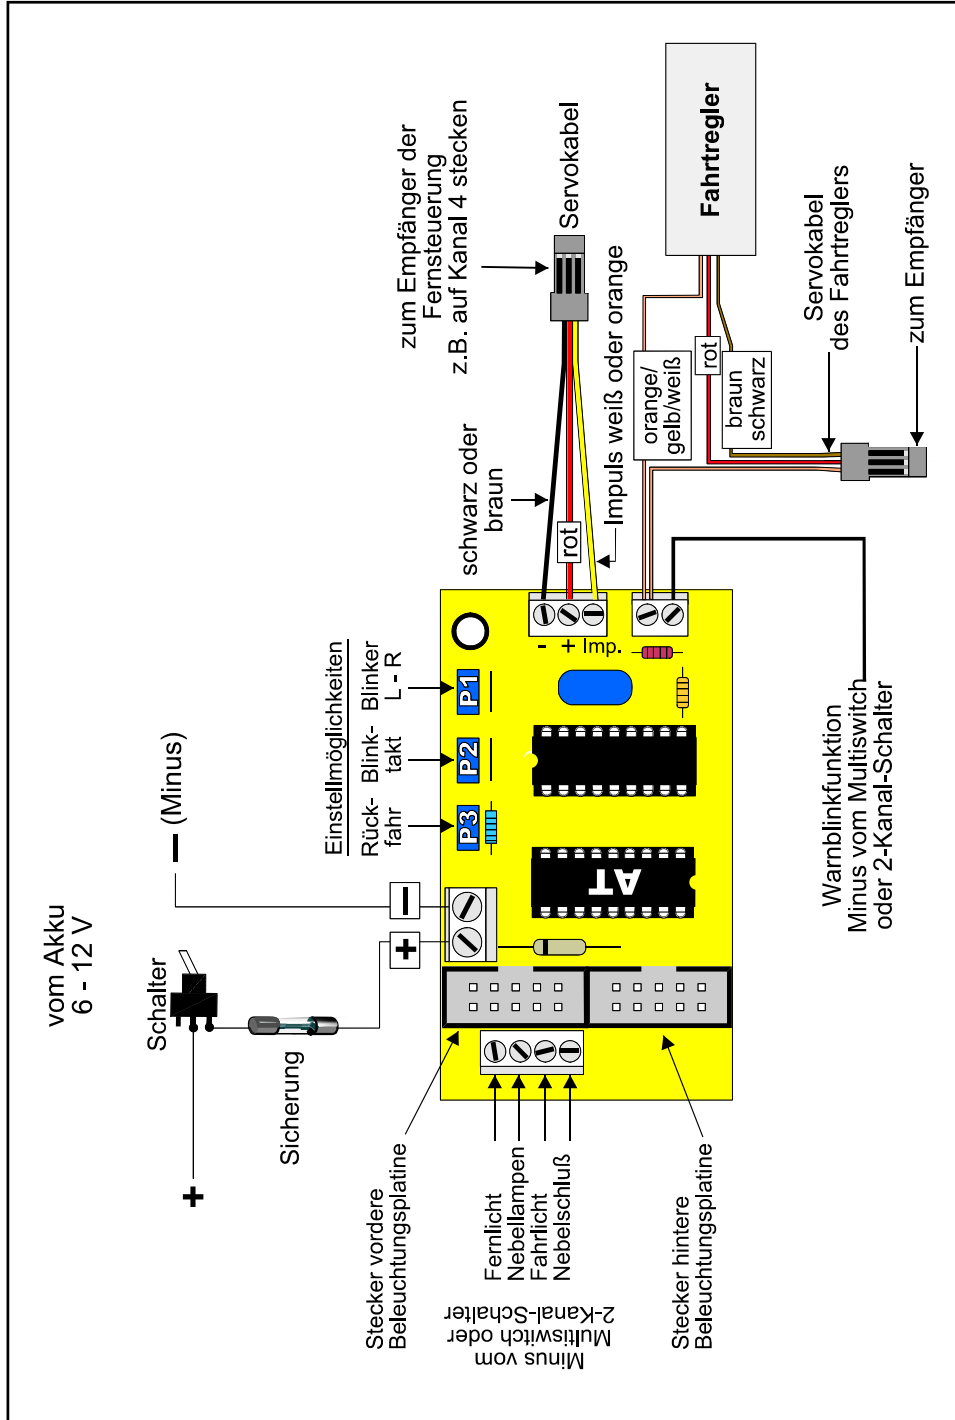 vom Akku
6 - 12 V
Schalter
+
Sicherung
− (Minus)
−
+
Einstellmöglichkeiten
Rück-
fahr
Blink-
takt
Blinker
L - R
P3
P2
P1
AT
- + Imp.
schwarz oder
braun
rot
Impuls weiß oder orange
zum Empfänger der
Fernsteuerung
z.B. auf Kanal 4 stecken
Servokabel
Fahrtregler
orange/
gelb/weiß
rot
braun
schwarz
Servokabel
des Fahrtreglers
zum Empfänger
Warnblinkfunktion
Minus vom Multiswitch
oder 2-Kanal-Schalter
Stecker vordere
Beleuchtungsplatine
Fernlicht
Nebellampen
Fahrlicht
Nebelschluß
Minus vom
Multiswitch oder
2-Kanal-Schalter
Stecker hintere
Beleuchtungsplatine